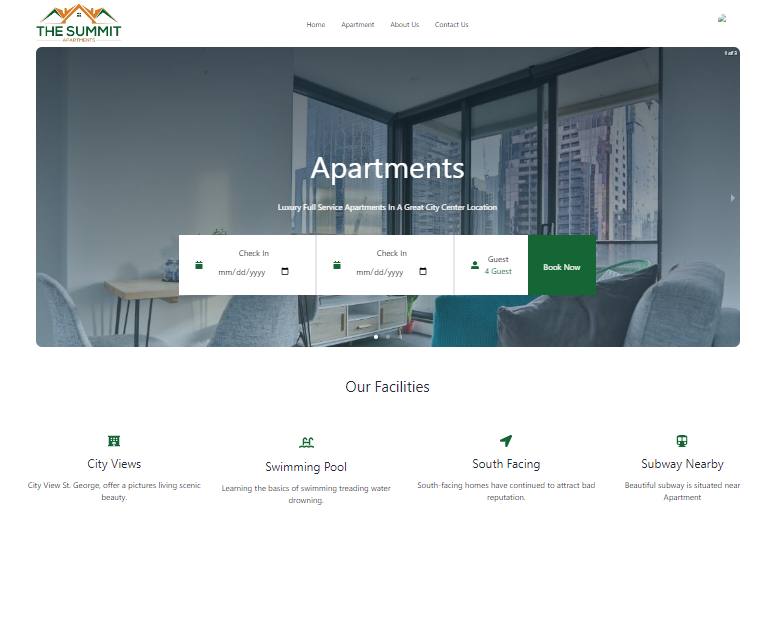 THE SUMMIT
APARTMENTS
Home Apartment About Us Contact Us
1 of 3
Apartments
Luxury Full Service Apartments In A Great City Center Location
Check In
mm/dd/yyyy
Check In
mm/dd/yyyy
Guest
4 Guest
Book Now
Our Facilities
City Views
City View St. George, offer a pictures living scenic
beauty.
Swimming Pool
Learning the basics of swimming treading water
drowning.
South Facing
South-facing homes have continued to attract bad
reputation.
Subway Nearby
Beautiful subway is situated near
Apartment